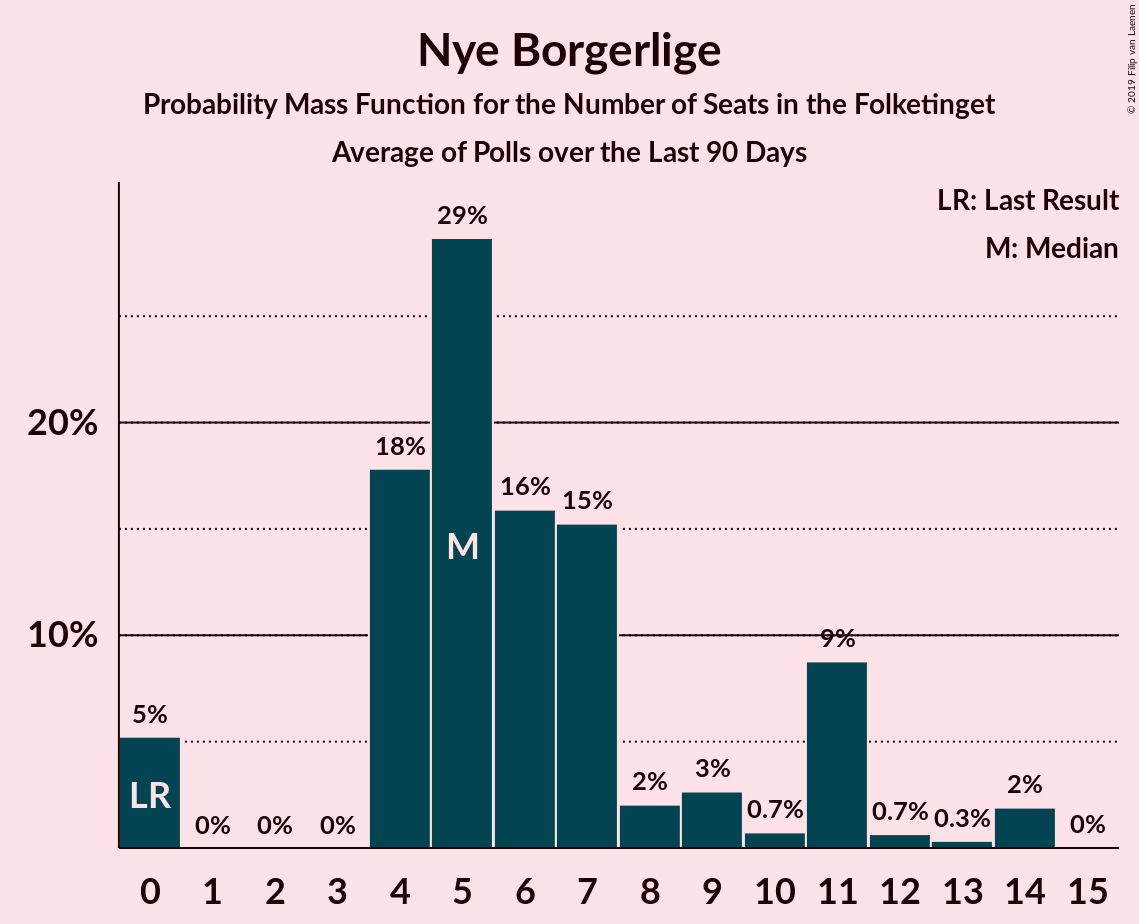 Nye Borgerlige
Probability Mass Function for the Number of Seats in the Folketinget
Average of Polls over the Last 90 Days
© 2019 Filip van Laenen
LR: Last Result
M: Median
29%
20%
18%
16%
15%
M
10%
9%
5%
LR
0%
0%
0%
2%
3%
0.7%
0.7%
0.3%
2%
0%
0 1 2 3 4 5 6 7 8 9 10 11 12 13 14 15